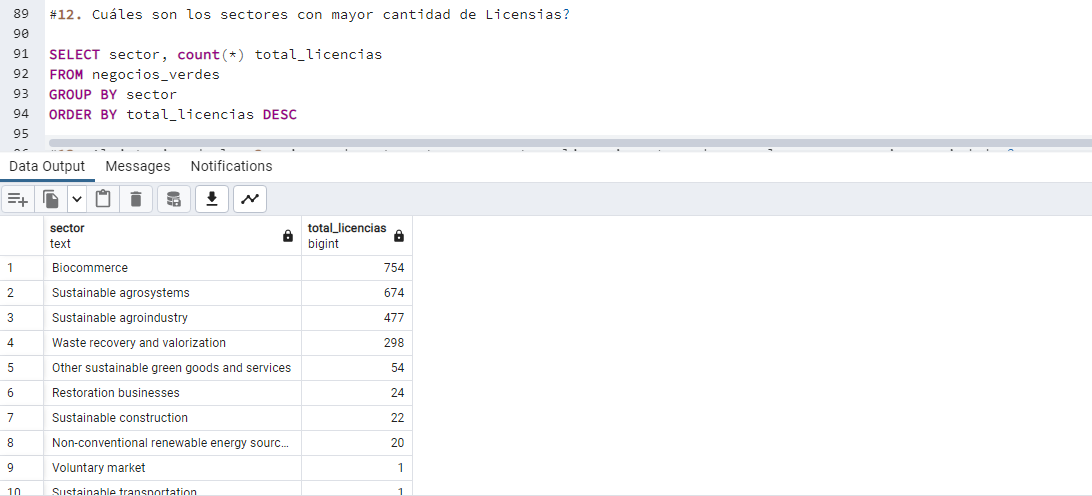 89 #12. Cuáles son los sectores con mayor cantidad de Licensias?
90
91 SELECT sector, count(*) total_licencias
92 FROM negocios_verdes
93 GROUP BY sector
94 ORDER BY total_licencias DESC
95
Data Output Messages Notifications
sector text total_licencias bigint
1 Biocommerce 754
2 Sustainable agrosystems 674
3 Sustainable agroindustry 477
4 Waste recovery and valorization 298
5 Other sustainable green goods and services 54
6 Restoration businesses 24
7 Sustainable construction 22
8 Non-conventional renewable energy sourc... 20
9 Voluntary market 1
10 Sustainable transportation 1